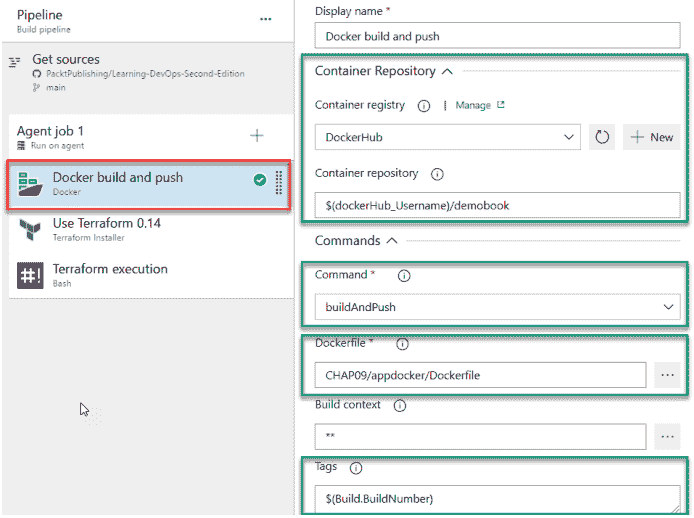 Pipeline
Build pipeline
...
Get sources
PacktPublishing/Learning-DevOps-Second-Edition
main
Agent job 1
Run on agent
Docker build and push
Docker
Use Terraform 0.14
Terraform Installer
#!
Terraform execution
Bash
Display name *
Docker build and push
Container Repository
Container registry
| Manage
DockerHub
+ New
Container repository
$(dockerHub_Username)/demobook
Commands
Command *
buildAndPush
Dockerfile *
CHAP09/appdocker/Dockerfile
...
Build context
**
...
Tags
$(Build.BuildNumber)